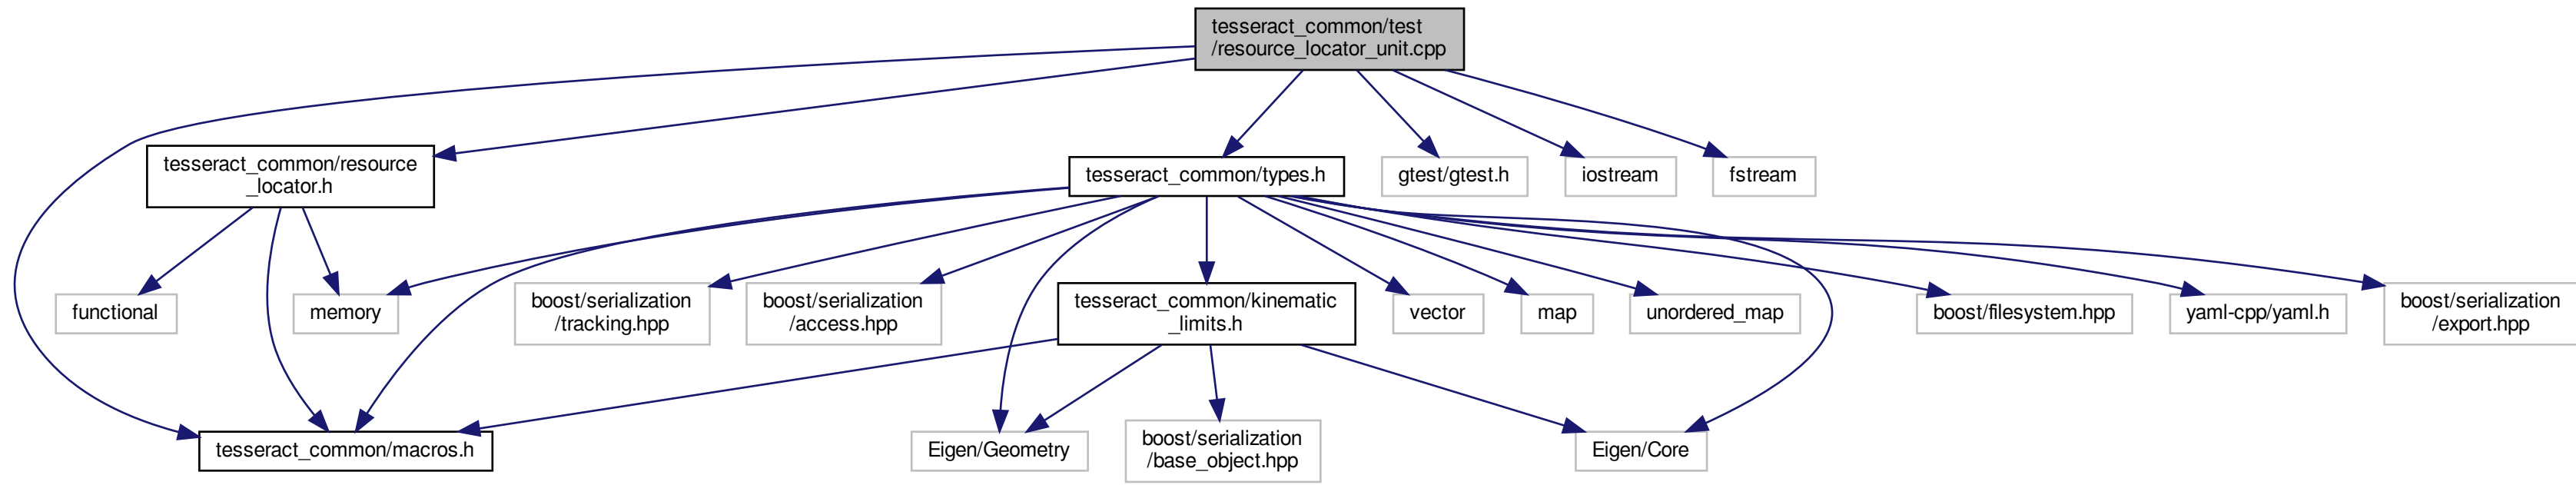 tesseract_common/test
/resource_locator_unit.cpp
tesseract_common/resource
_locator.h
tesseract_common/types.h
gtest/gtest.h
iostream
fstream
functional
memory
boost/serialization
/tracking.hpp
boost/serialization
/access.hpp
tesseract_common/kinematic
_limits.h
vector
map
unordered_map
boost/filesystem.hpp
yaml-cpp/yaml.h
boost/serialization
/export.hpp
tesseract_common/macros.h
Eigen/Geometry
boost/serialization
/base_object.hpp
Eigen/Core